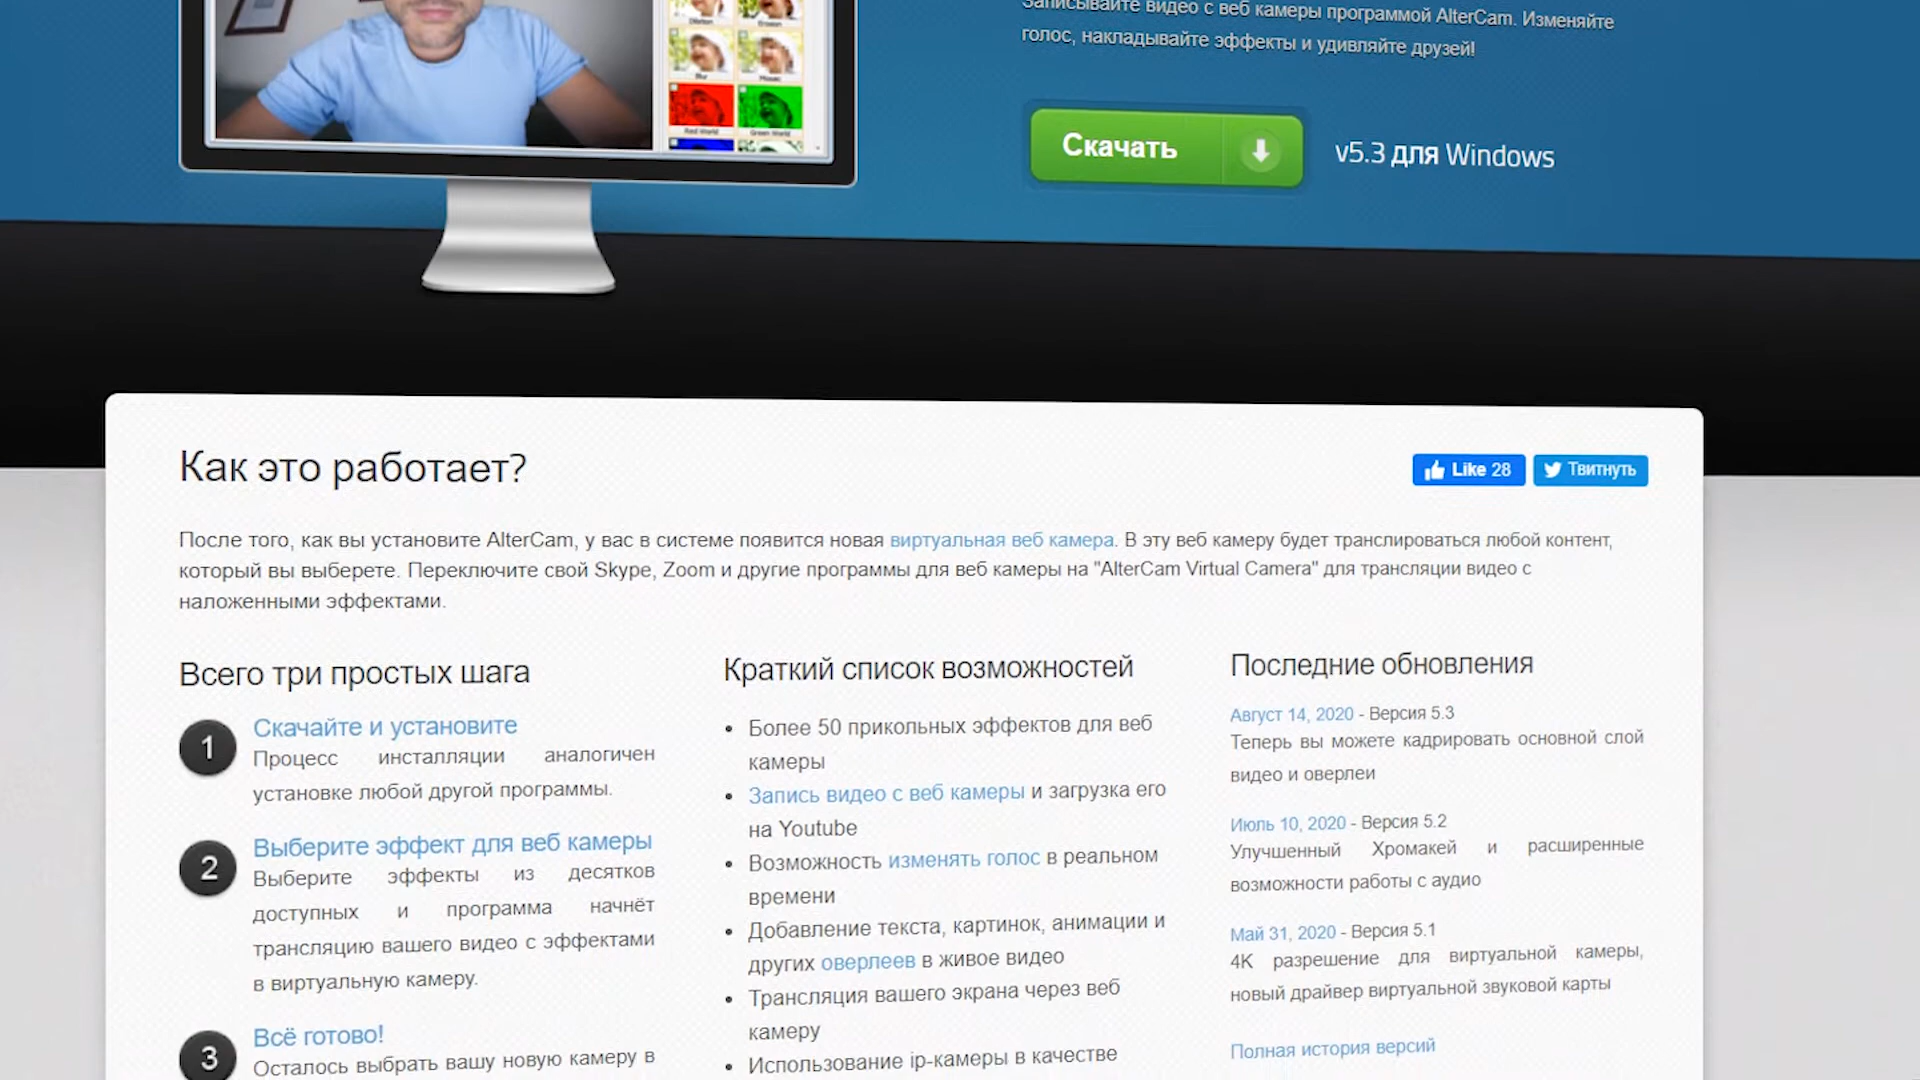 Записывайте видео с веб камеры программой AlterCam. Изменяйте
голос, накладывайте эффекты и удивляйте друзей!
Dilation
Erosion
Blur
Mosaic
Red World
Green World
Скачать
v5.3 для Windows
Как это работает?
Like 28
Твитнуть
После того, как вы установите AlterCam, у вас в системе появится новая виртуальная веб камера. В эту веб камеру будет транслироваться любой контент,
который вы выберете. Переключите свой Skype, Zoom и другие программы для веб камеры на "AlterCam Virtual Camera" для трансляции видео с
наложенными эффектами.
Всего три простых шага
1
Скачайте и установите
Процесс инсталляции аналогичен
установке любой другой программы.
2
Выберите эффект для веб камеры
Выберите эффекты из десятков
доступных и программа начнёт
трансляцию вашего видео с эффектами
в виртуальную камеру.
3
Всё готово!
Осталось выбрать вашу новую камеру в
Краткий список возможностей
• Более 50 прикольных эффектов для веб
камеры
• Запись видео с веб камеры и загрузка его
на Youtube
• Возможность изменять голос в реальном
времени
• Добавление текста, картинок, анимации и
других оверлеев в живое видео
• Трансляция вашего экрана через веб
камеру
• Использование ip-камеры в качестве
Последние обновления
Август 14, 2020 - Версия 5.3
Теперь вы можете кадрировать основной слой
видео и оверлеи
Июль 10, 2020 - Версия 5.2
Улучшенный Хромакей и расширенные
возможности работы с аудио
Май 31, 2020 - Версия 5.1
4K разрешение для виртуальной камеры,
новый драйвер виртуальной звуковой карты
Полная история версий